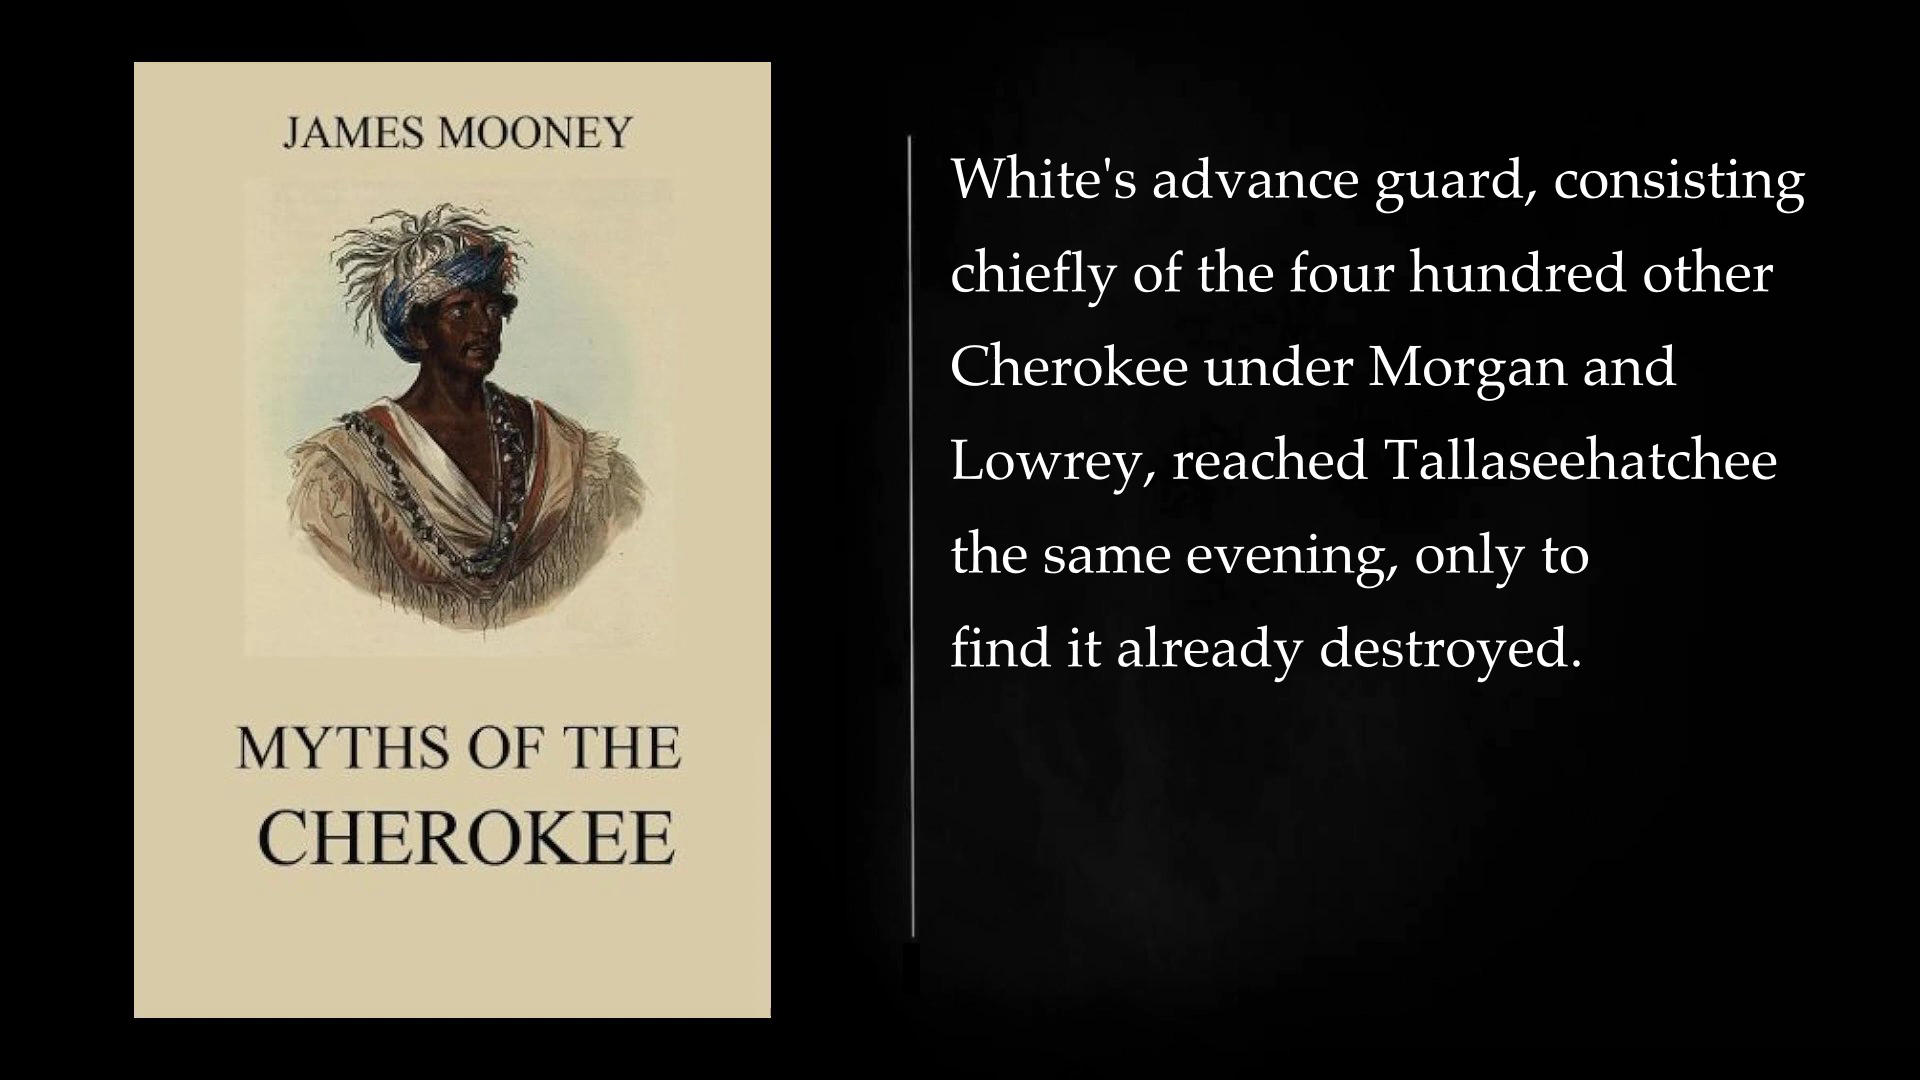 JAMES MOONEY
MYTHS OF THE
CHEROKEE
White's advance guard, consisting
chiefly of the four hundred other
Cherokee under Morgan and
Lowrey, reached Tallaseehatchee
the same evening, only to
find it already destroyed.